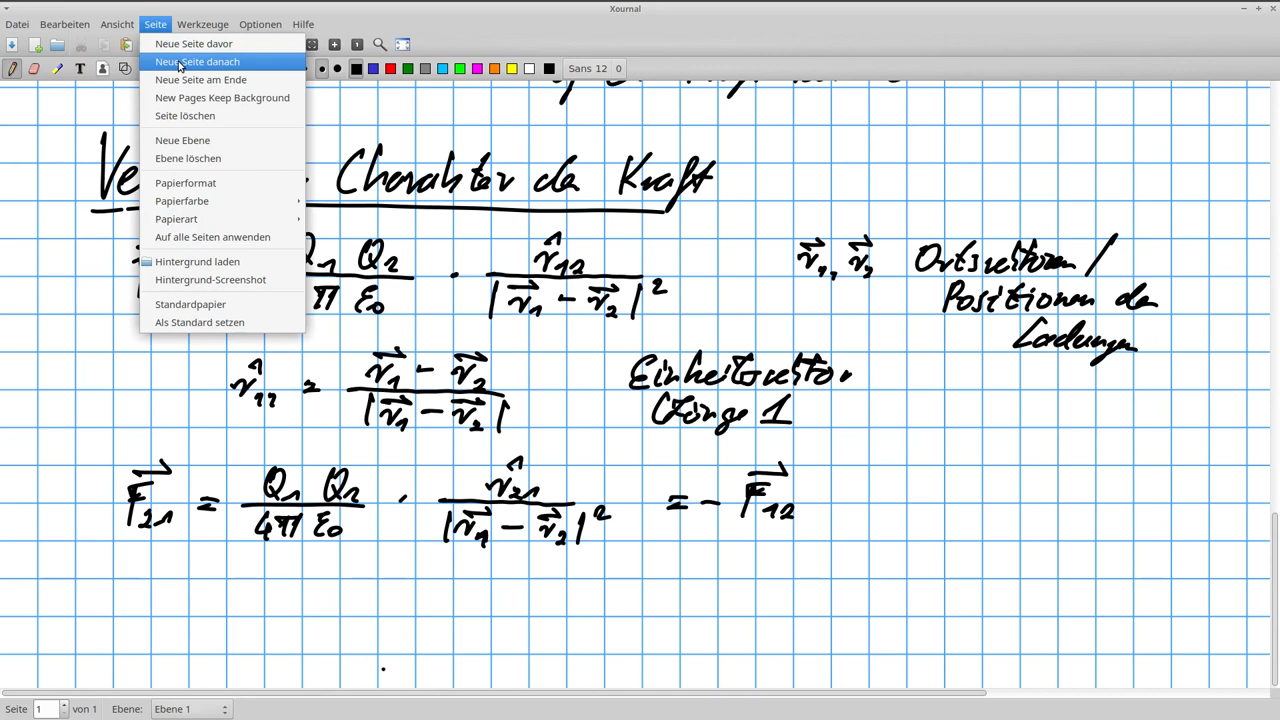 Xournal
Datei Bearbeiten Ansicht Seite Werkzeuge Optionen Hilfe
Neue Seite davor
Neue Seite danach
Neue Seite am Ende
New Pages Keep Background
Seite löschen
Neue Ebene
Ebene löschen
Papierformat
Papierfarbe
Papierart
Auf alle Seiten anwenden
Hintergrund laden
Hintergrund-Screenshot
Standardpapier
Als Standard setzen
Sans 12 0
Ve Charakter der Kraft
Q₁ Q₂ / π ε₀ · r̂₁₂ / |r⃗₁ − r⃗₂|²
r⃗₁, r⃗₂ Ortsvektoren /
Positionen der
Ladungen
r̂₁₂ = (r⃗₁ − r⃗₂) / |r⃗₁ − r⃗₂|
Einheitsvektor
Länge 1
F⃗₂₁ = Q₁ Q₂ / 4π ε₀ · r̂₂₁ / |r⃗₁ − r⃗₂|² = − F⃗₁₂
Seite 1 von 1 Ebene: Ebene 1